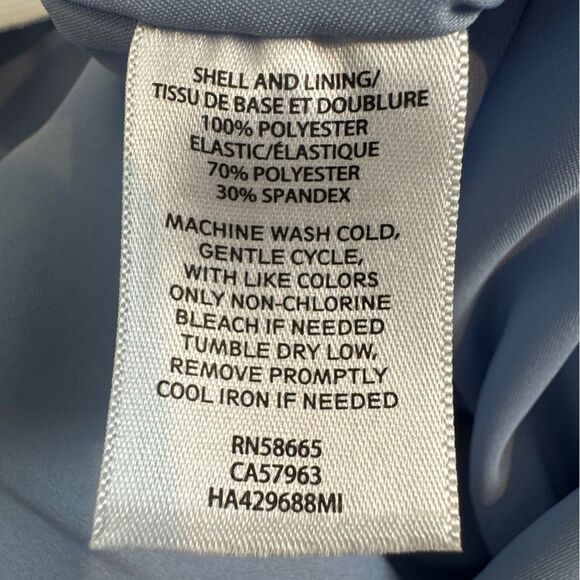 SHELL AND LINING/
TISSU DE BASE ET DOUBLURE
100% POLYESTER
ELASTIC/ÉLASTIQUE
70% POLYESTER
30% SPANDEX
MACHINE WASH COLD,
GENTLE CYCLE,
WITH LIKE COLORS
ONLY NON-CHLORINE
BLEACH IF NEEDED
TUMBLE DRY LOW,
REMOVE PROMPTLY
COOL IRON IF NEEDED
RN58665
CA57963
HA429688MI